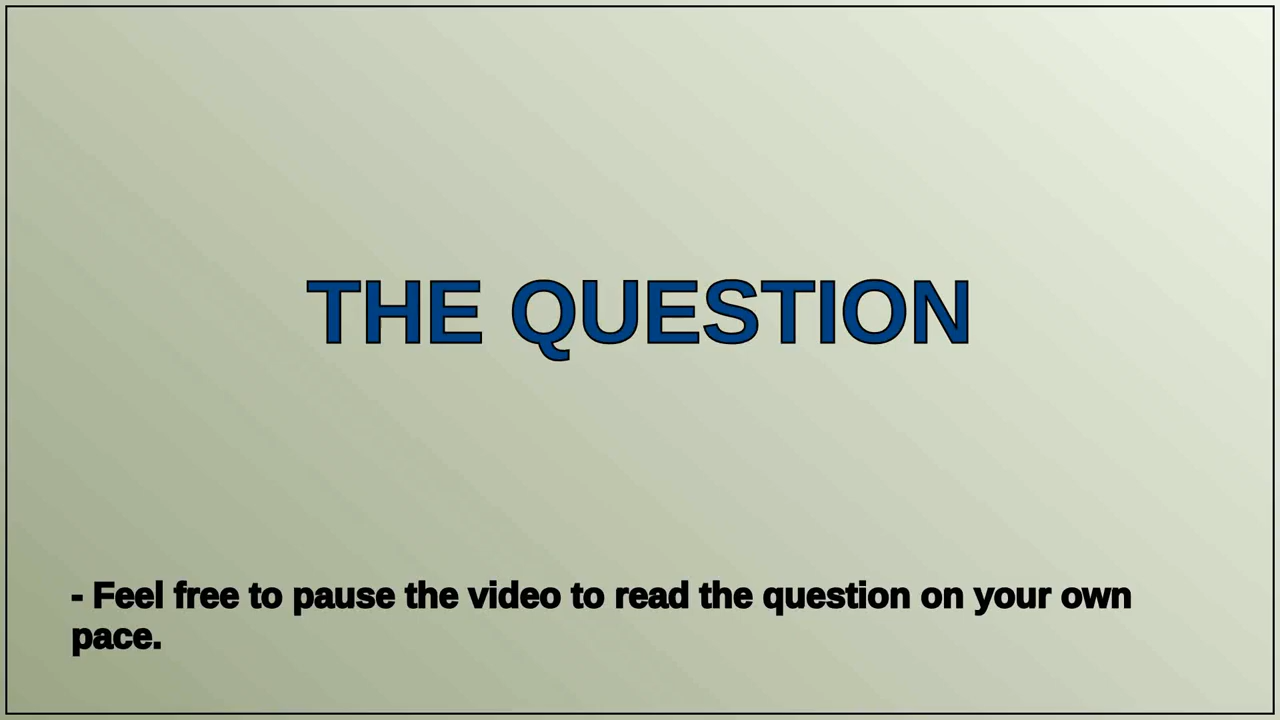 THE QUESTION
- Feel free to pause the video to read the question on your own
pace.